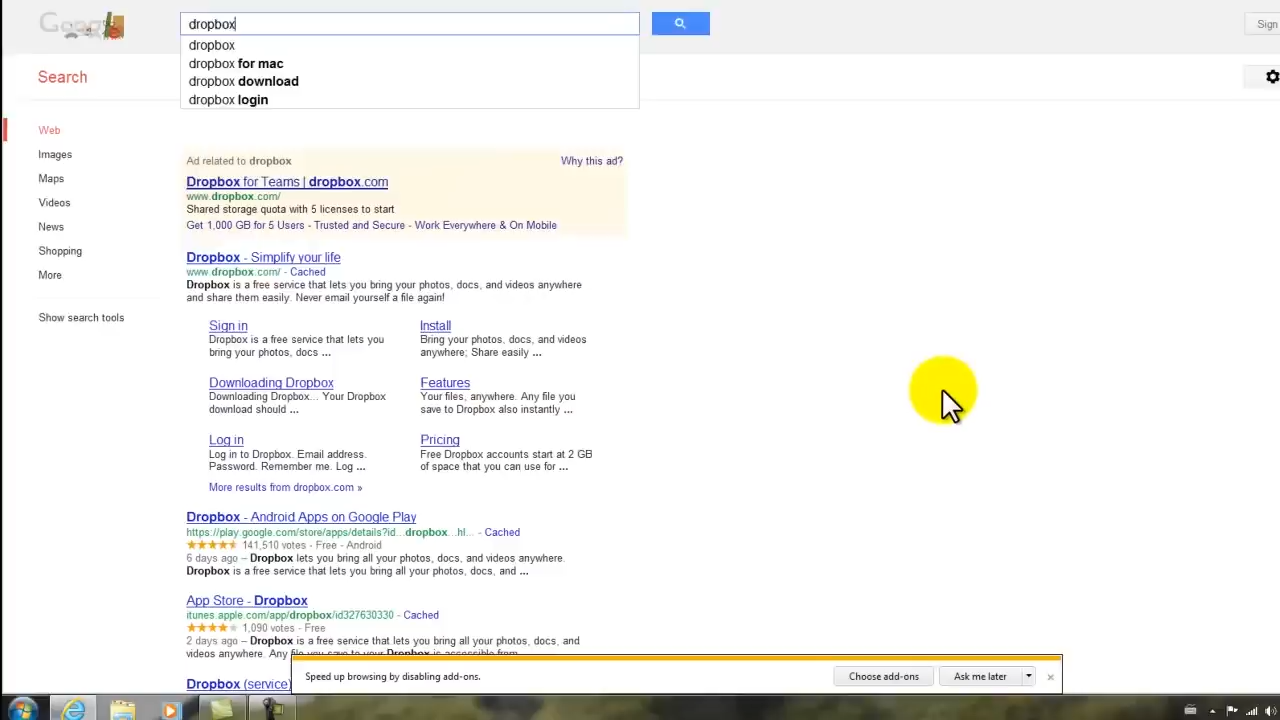 Goo
dropbox
Sign
dropbox
dropbox for mac
dropbox download
dropbox login
Search
Web
Images
Maps
Videos
News
Shopping
More
Show search tools
Ad related to dropbox
Why this ad?
Dropbox for Teams | dropbox.com
www.dropbox.com/
Shared storage quota with 5 licenses to start
Get 1,000 GB for 5 Users - Trusted and Secure - Work Everywhere & On Mobile
Dropbox - Simplify your life
www.dropbox.com/ - Cached
Dropbox is a free service that lets you bring your photos, docs, and videos anywhere
and share them easily. Never email yourself a file again!
Sign in
Dropbox is a free service that lets you
bring your photos, docs ...
Install
Bring your photos, docs, and videos
anywhere; Share easily ...
Downloading Dropbox
Downloading Dropbox... Your Dropbox
download should ...
Features
Your files, anywhere. Any file you
save to Dropbox also instantly ...
Log in
Log in to Dropbox. Email address.
Password. Remember me. Log ...
Pricing
Free Dropbox accounts start at 2 GB
of space that you can use for ...
More results from dropbox.com »
Dropbox - Android Apps on Google Play
https://play.google.com/store/apps/details?id...dropbox...hl... - Cached
141,510 votes - Free - Android
6 days ago – Dropbox lets you bring all your photos, docs, and videos anywhere.
Dropbox is a free service that lets you bring all your photos, docs, and ...
App Store - Dropbox
itunes.apple.com/app/dropbox/id327630330 - Cached
1,090 votes - Free
2 days ago – Dropbox is a free service that lets you bring all your photos, docs, and
videos anywhere. Any file you save to your Dropbox is accessible from
Dropbox (service)
Speed up browsing by disabling add-ons.
Choose add-ons
Ask me later